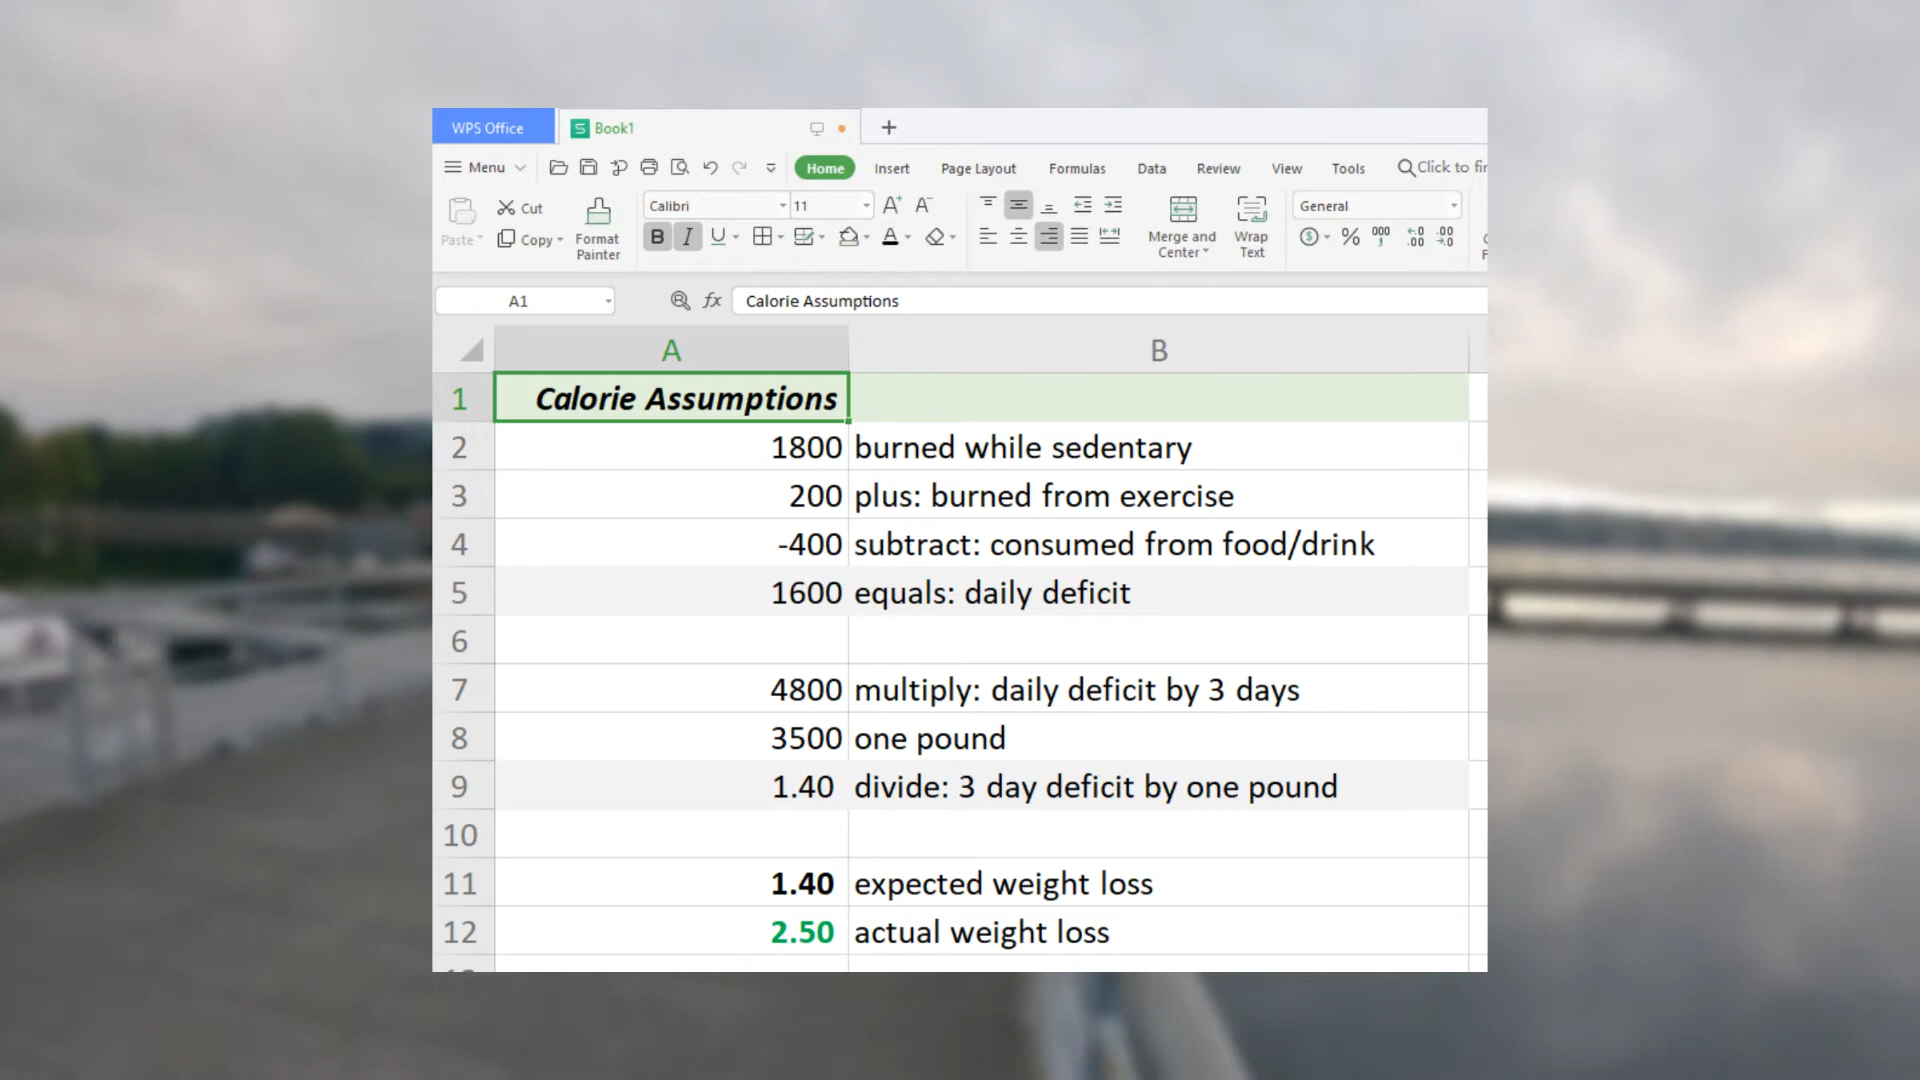 WPS Office
Book1
Menu
Home
Insert
Page Layout
Formulas
Data
Review
View
Tools
Click to fin
Paste
Cut
Copy
Format Painter
Calibri
11
Merge and Center
Wrap Text
General
A1
Calorie Assumptions
A B
1 Calorie Assumptions
2 1800 burned while sedentary
3 200 plus: burned from exercise
4 -400 subtract: consumed from food/drink
5 1600 equals: daily deficit
6
7 4800 multiply: daily deficit by 3 days
8 3500 one pound
9 1.40 divide: 3 day deficit by one pound
10
11 1.40 expected weight loss
12 2.50 actual weight loss